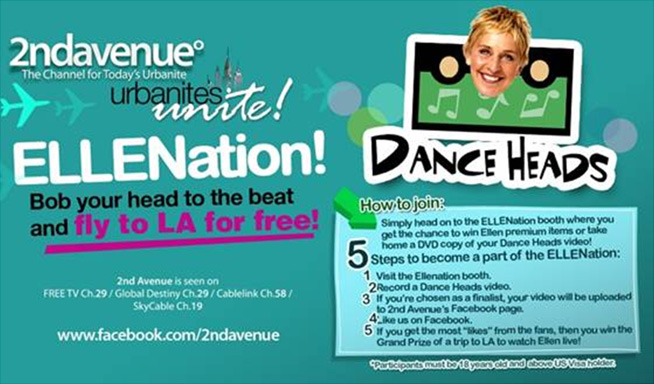 2ndavenue°
The Channel for Today's Urbanite
urbanites
unite!
ELLENation!
Bob your head to the beat
and fly to LA for free!
2nd Avenue is seen on
FREE TV Ch.29 / Global Destiny Ch.29 / Cablelink Ch.58 /
SkyCable Ch.19
www.facebook.com/2ndavenue
DANCE HEADS
How to join:
Simply head on to the ELLENation booth where you
get the chance to win Ellen premium items or take
home a DVD copy of your Dance Heads video!
5 Steps to become a part of the ELLENation:
1 Visit the Ellenation booth.
2 Record a Dance Heads video.
3 If you're chosen as a finalist, your video will be uploaded
to 2nd Avenue's Facebook page.
4 Like us on Facebook.
5 If you get the most "likes" from the fans, then you win the
Grand Prize of a trip to LA to watch Ellen live!
*Participants must be 18 years old and above US Visa holder.